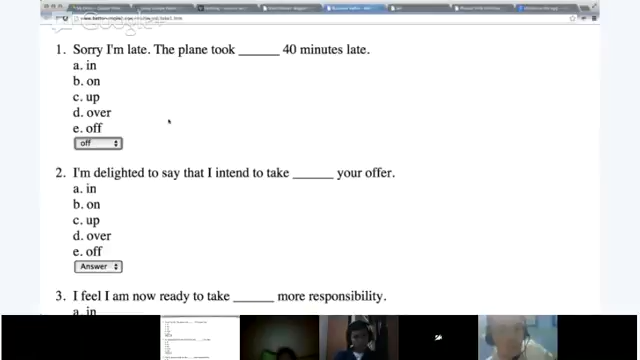 1. Sorry I'm late. The plane took ______ 40 minutes late.
a. in
b. on
c. up
d. over
e. off
off
2. I'm delighted to say that I intend to take ______ your offer.
a. in
b. on
c. up
d. over
e. off
Answer
3. I feel I am now ready to take ______ more responsibility.
a. in